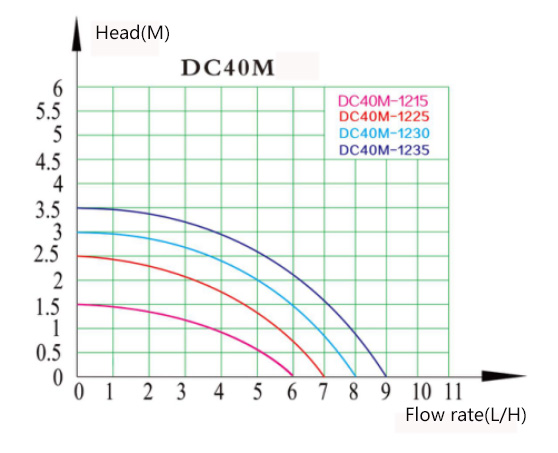 Head(M)
DC40M
DC40M-1215
DC40M-1225
DC40M-1230
DC40M-1235
6
5.5
5
4.5
4
3.5
3
2.5
2
1.5
1
0.5
0
0 1 2 3 4 5 6 7 8 9 10 11
Flow rate(L/H)